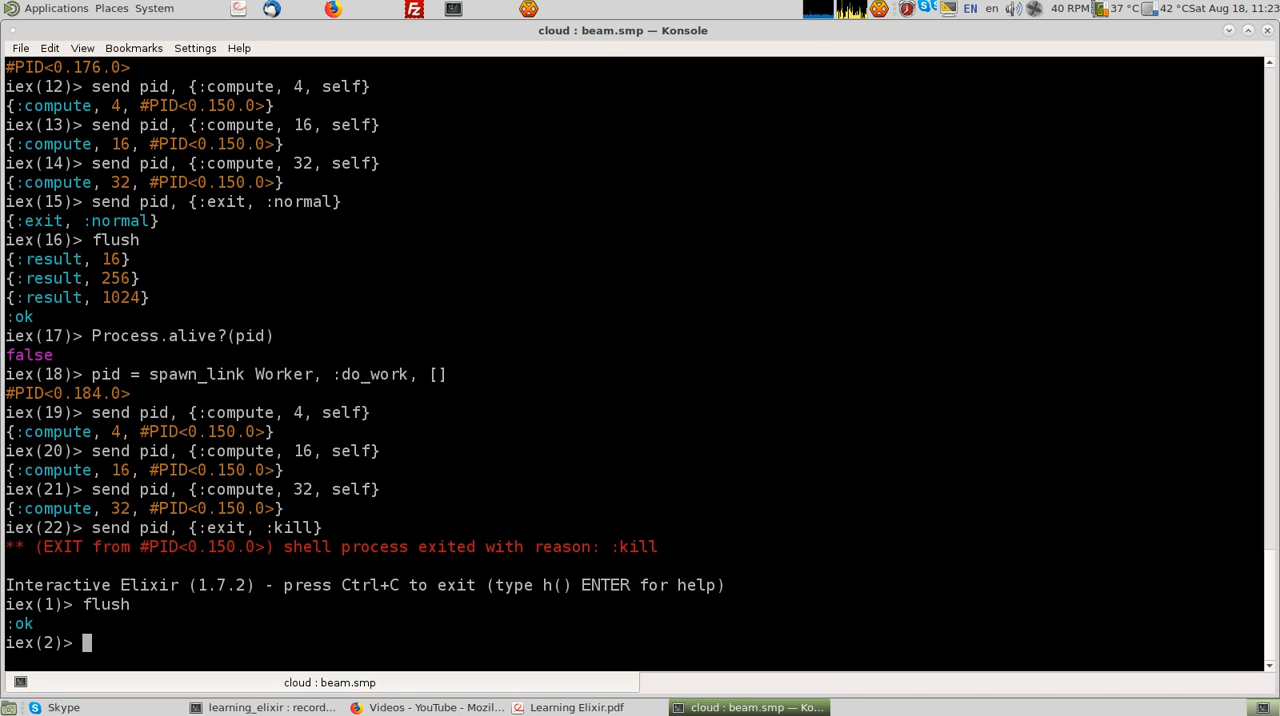 Applications Places System
EN en 40 RPM 37 °C 42 °C Sat Aug 18, 11:23
cloud : beam.smp — Konsole
File Edit View Bookmarks Settings Help
#PID<0.176.0>
iex(12)> send pid, {:compute, 4, self}
{:compute, 4, #PID<0.150.0>}
iex(13)> send pid, {:compute, 16, self}
{:compute, 16, #PID<0.150.0>}
iex(14)> send pid, {:compute, 32, self}
{:compute, 32, #PID<0.150.0>}
iex(15)> send pid, {:exit, :normal}
{:exit, :normal}
iex(16)> flush
{:result, 16}
{:result, 256}
{:result, 1024}
:ok
iex(17)> Process.alive?(pid)
false
iex(18)> pid = spawn_link Worker, :do_work, []
#PID<0.184.0>
iex(19)> send pid, {:compute, 4, self}
{:compute, 4, #PID<0.150.0>}
iex(20)> send pid, {:compute, 16, self}
{:compute, 16, #PID<0.150.0>}
iex(21)> send pid, {:compute, 32, self}
{:compute, 32, #PID<0.150.0>}
iex(22)> send pid, {:exit, :kill}
** (EXIT from #PID<0.150.0>) shell process exited with reason: :kill
Interactive Elixir (1.7.2) - press Ctrl+C to exit (type h() ENTER for help)
iex(1)> flush
:ok
iex(2)>
cloud : beam.smp
Skype learning_elixir : record... Videos - YouTube - Mozil... Learning Elixir.pdf cloud : beam.smp — Ko...